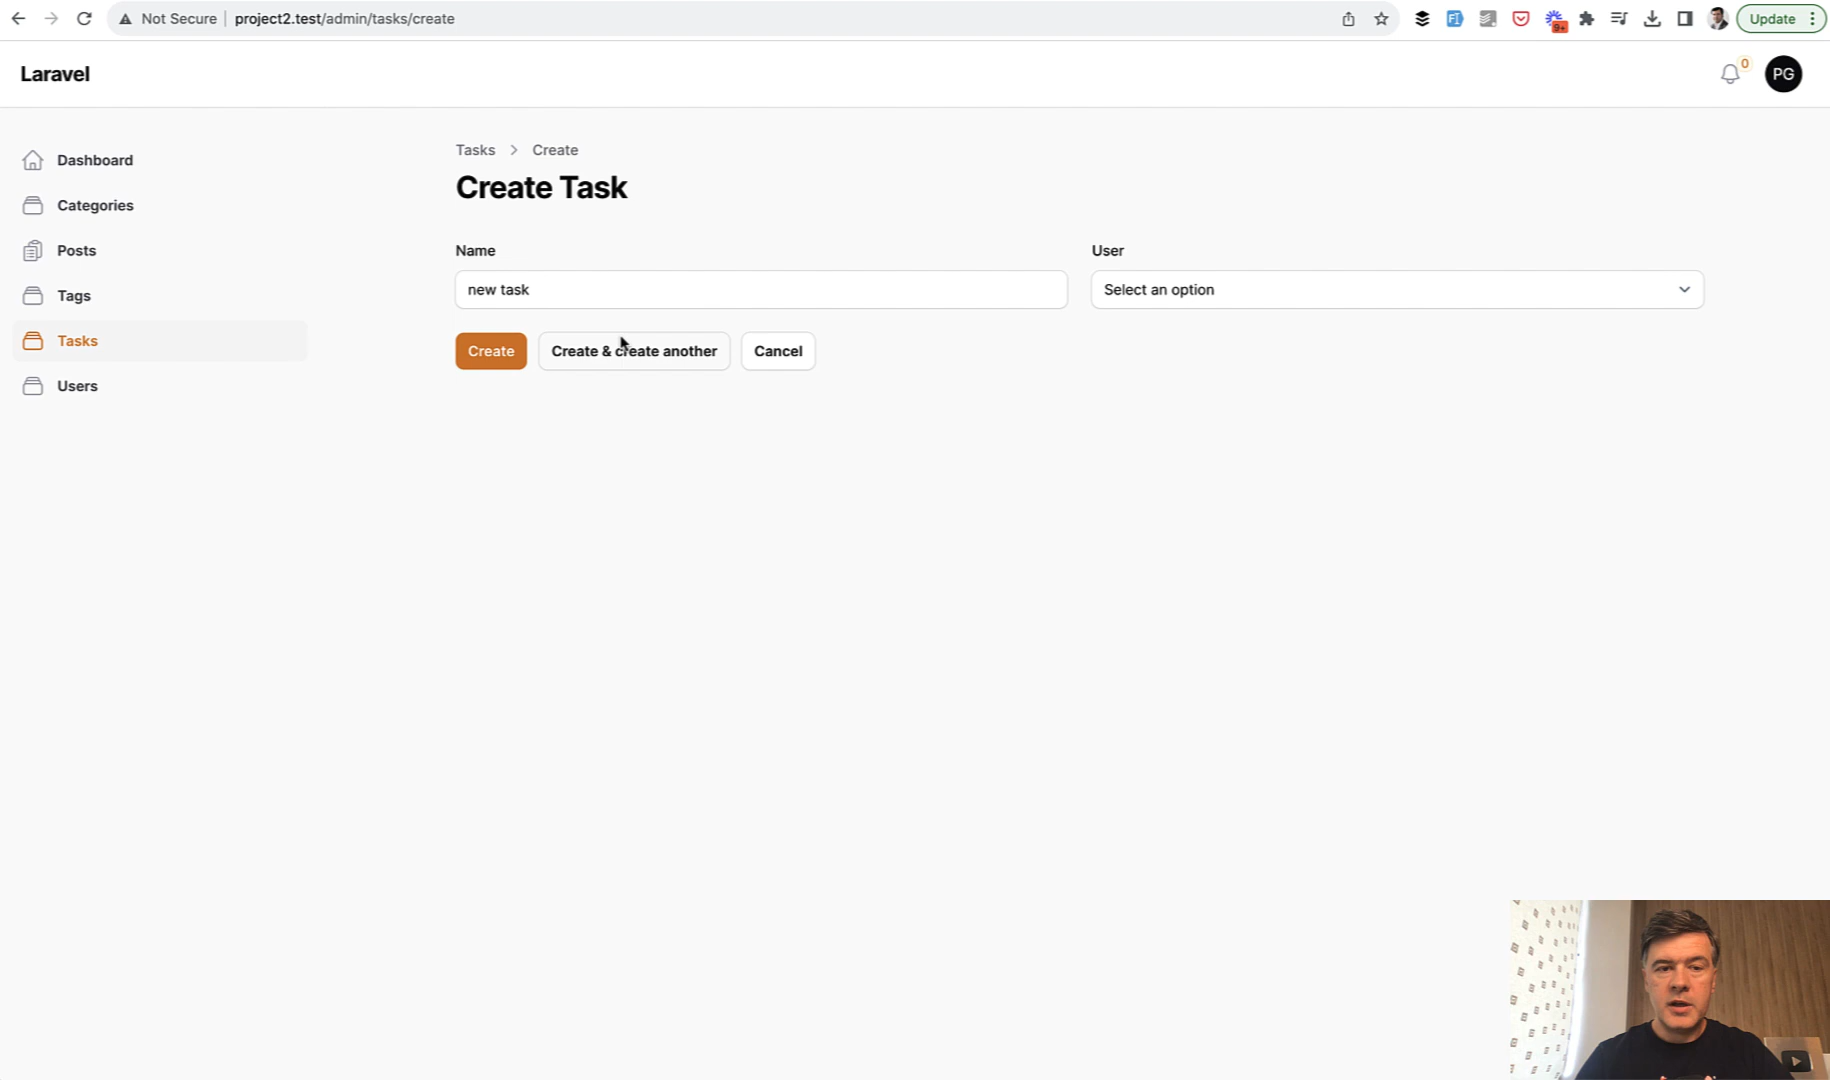 Not Secure | project2.test/admin/tasks/create
9+
Update
Laravel
0
PG
Dashboard
Categories
Posts
Tags
Tasks
Users
Tasks > Create
Create Task
Name
User
new task
Select an option
Create
Create & create another
Cancel